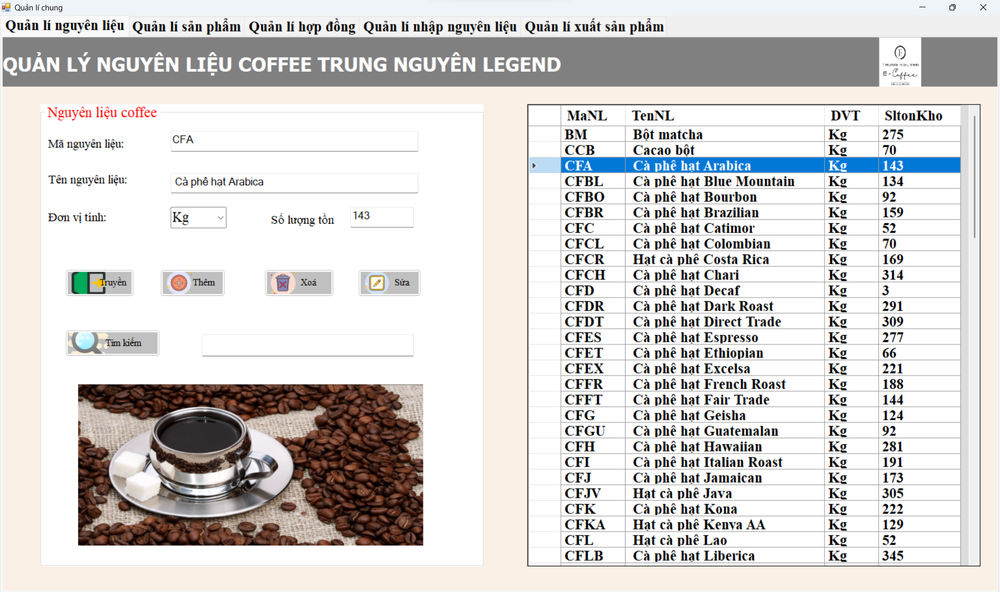 Quản lí chung
Quản lí nguyên liệu Quản lí sản phẩm Quản lí hợp đồng Quản lí nhập nguyên liệu Quản lí xuất sản phẩm
QUẢN LÝ NGUYÊN LIỆU COFFEE TRUNG NGUYÊN LEGEND
E
TRUNG NGUYEN
E-Coffee
Nguyên liệu coffee
Mã nguyên liệu: CFA
Tên nguyên liệu: Cà phê hạt Arabica
Đơn vị tính: Kg Số lượng tồn 143
Truyền Thêm Xoá Sửa
Tìm kiếm
MaNL TenNL DVT SltonKho
BM Bột matcha Kg 275
CCB Cacao bột Kg 70
CFA Cà phê hạt Arabica Kg 143
CFBL Cà phê hạt Blue Mountain Kg 134
CFBO Cà phê hạt Bourbon Kg 92
CFBR Cà phê hạt Brazilian Kg 159
CFC Cà phê hạt Catimor Kg 52
CFCL Cà phê hạt Colombian Kg 70
CFCR Hạt cà phê Costa Rica Kg 169
CFCH Cà phê hạt Chari Kg 314
CFD Cà phê hạt Decaf Kg 3
CFDR Cà phê hạt Dark Roast Kg 291
CFDT Cà phê hạt Direct Trade Kg 309
CFES Cà phê hạt Espresso Kg 277
CFET Cà phê hạt Ethiopian Kg 66
CFEX Cà phê hạt Excelsa Kg 221
CFFR Cà phê hạt French Roast Kg 188
CFFT Cà phê hạt Fair Trade Kg 144
CFG Cà phê hạt Geisha Kg 124
CFGU Cà phê hạt Guatemalan Kg 92
CFH Cà phê hạt Hawaiian Kg 281
CFI Cà phê hạt Italian Roast Kg 191
CFJ Cà phê hạt Jamaican Kg 173
CFJV Hạt cà phê Java Kg 305
CFK Cà phê hạt Kona Kg 222
CFKA Hạt cà phê Kenya AA Kg 129
CFL Hạt cà phê Lao Kg 52
CFLB Cà phê hạt Liberica Kg 345